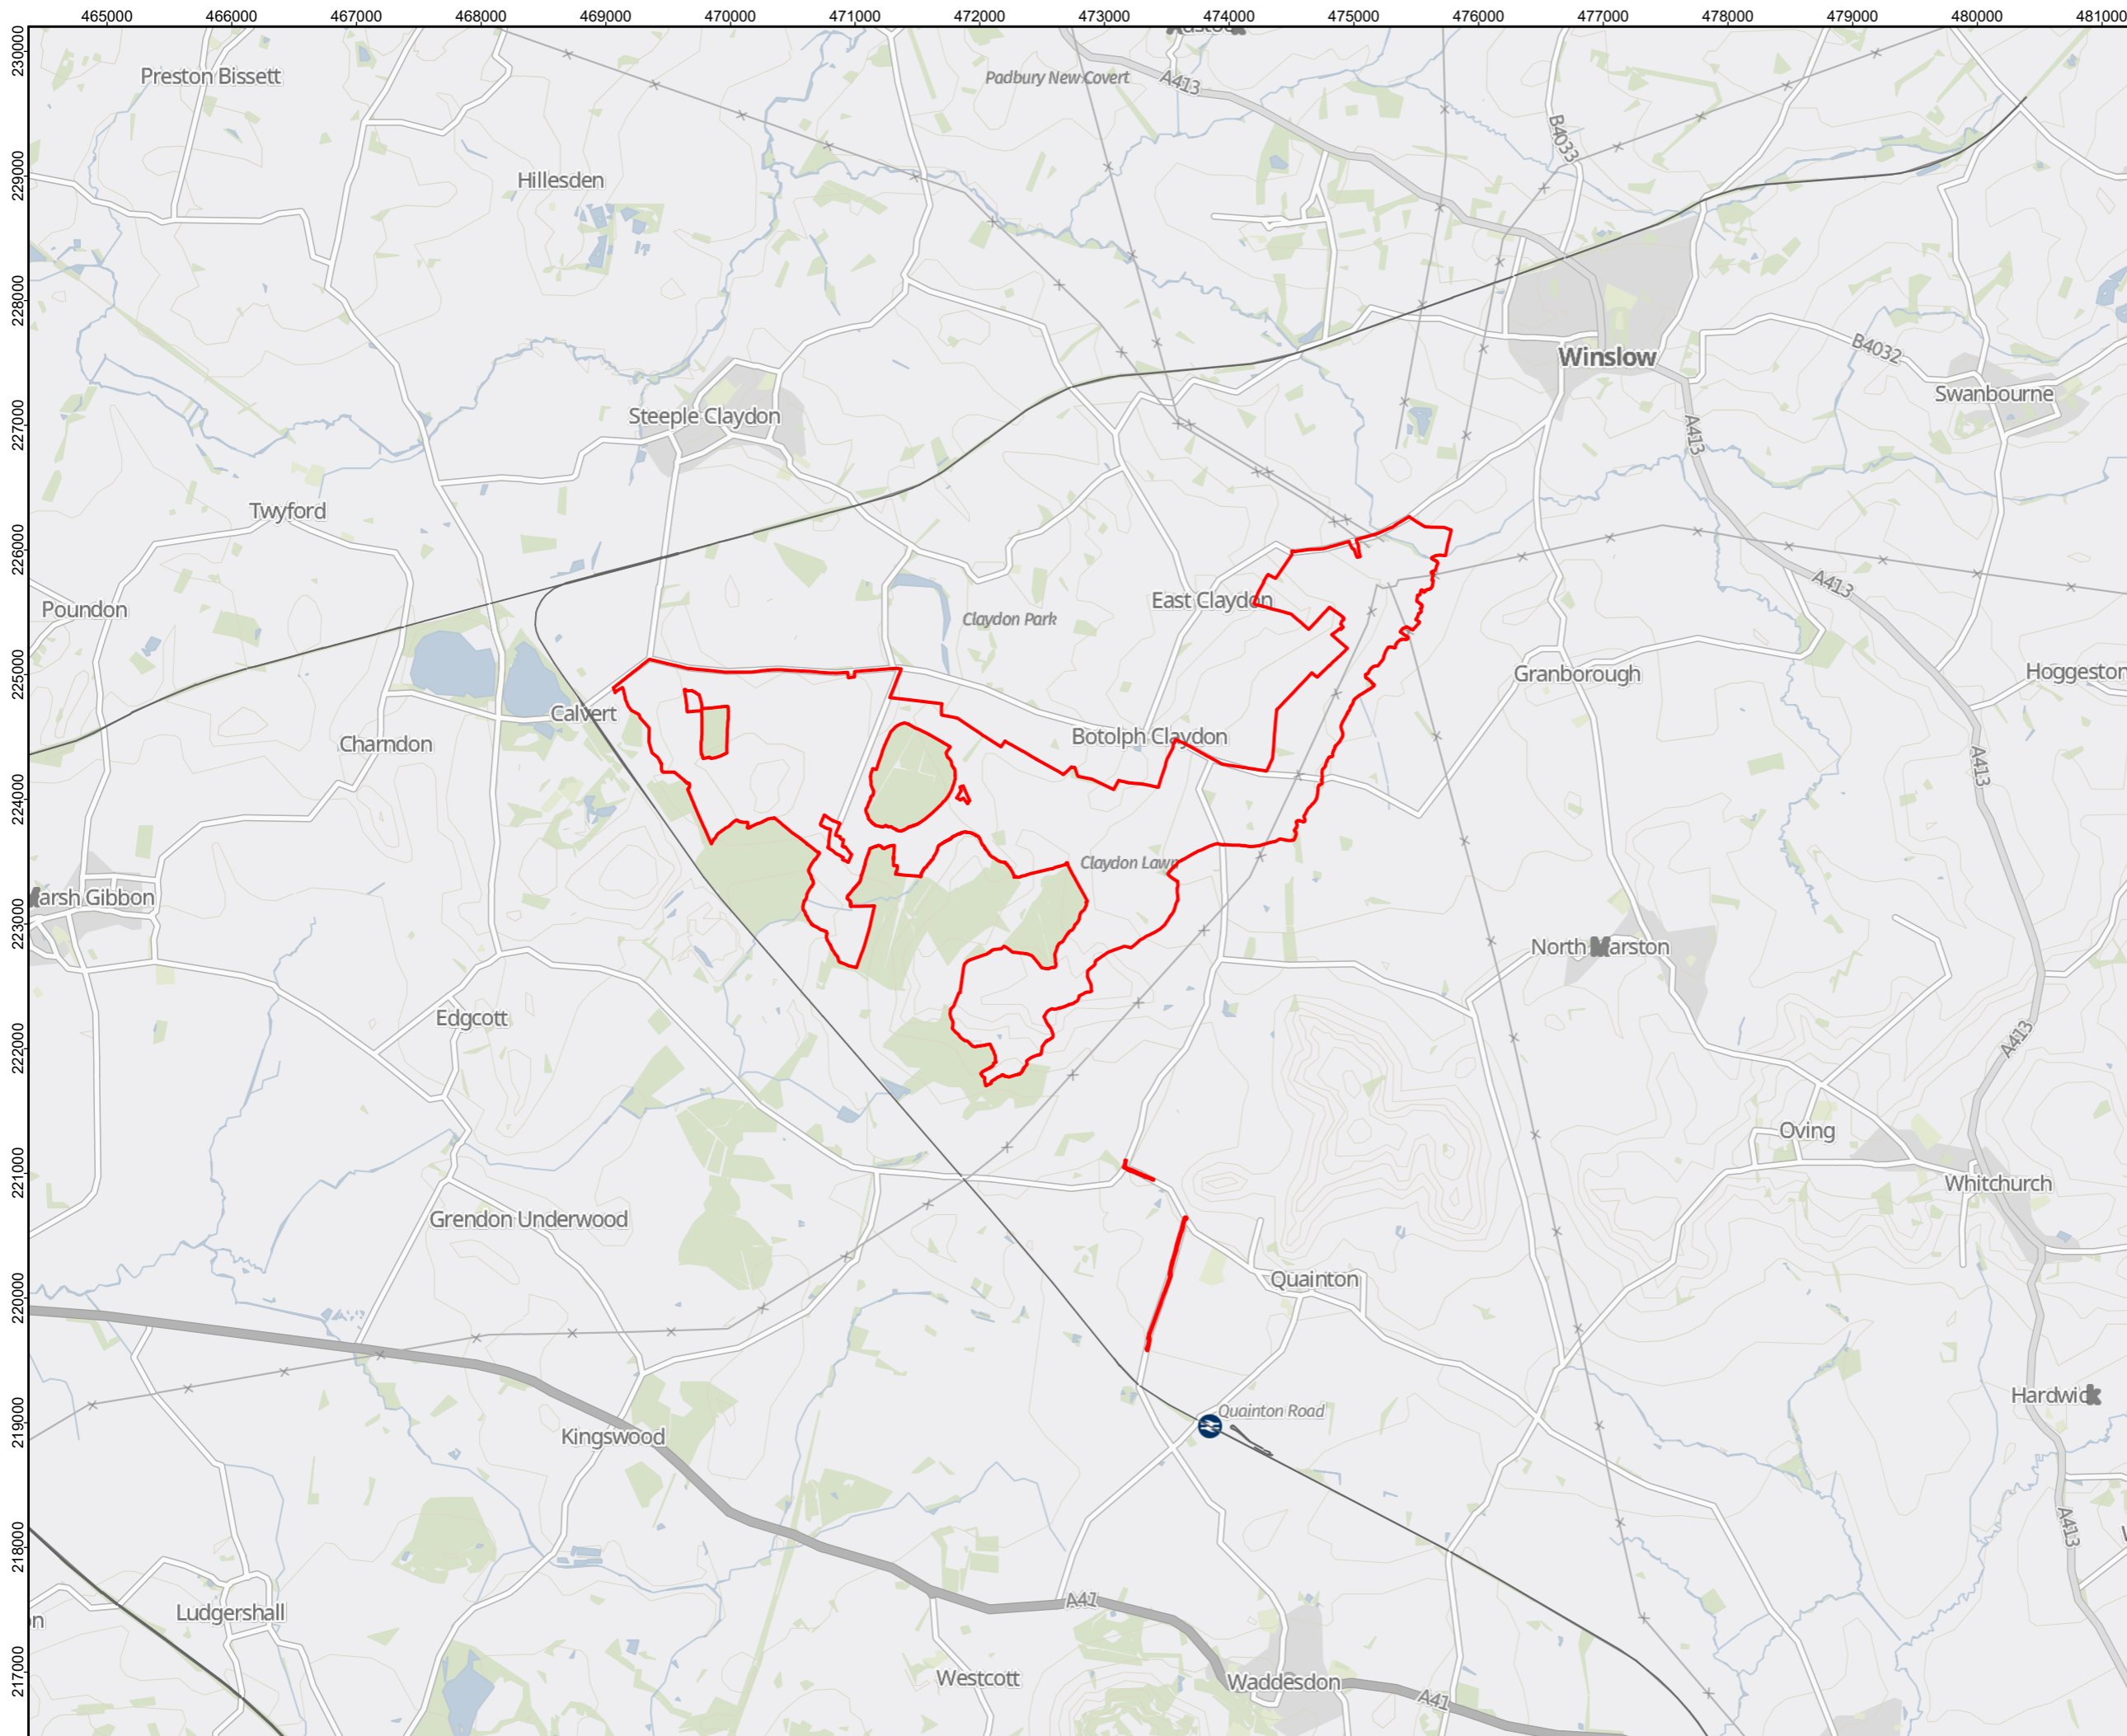 465000 466000 467000 468000 469000 470000 471000 472000 473000 474000 475000 476000 477000 478000 479000 480000 481000
230000
229000
228000
227000
226000
225000
224000
223000
222000
221000
220000
219000
218000
217000
Preston Bissett
Padbury New Covert
A413
B4033
Hillesden
Winslow
B4032
Swanbourne
Steeple Claydon
A413
Twyford
Poundon
East Claydon
Claydon Park
A413
Granborough
Hoggeston
Calvert
Charndon
Botolph Claydon
A413
Claydon Lawn
Marsh Gibbon
North Marston
Edgcott
A413
Oving
Whitchurch
Grendon Underwood
Quainton
Hardwick
Quainton Road
Kingswood
A413
A41
Ludgershall
Westcott
Waddesdon
A41